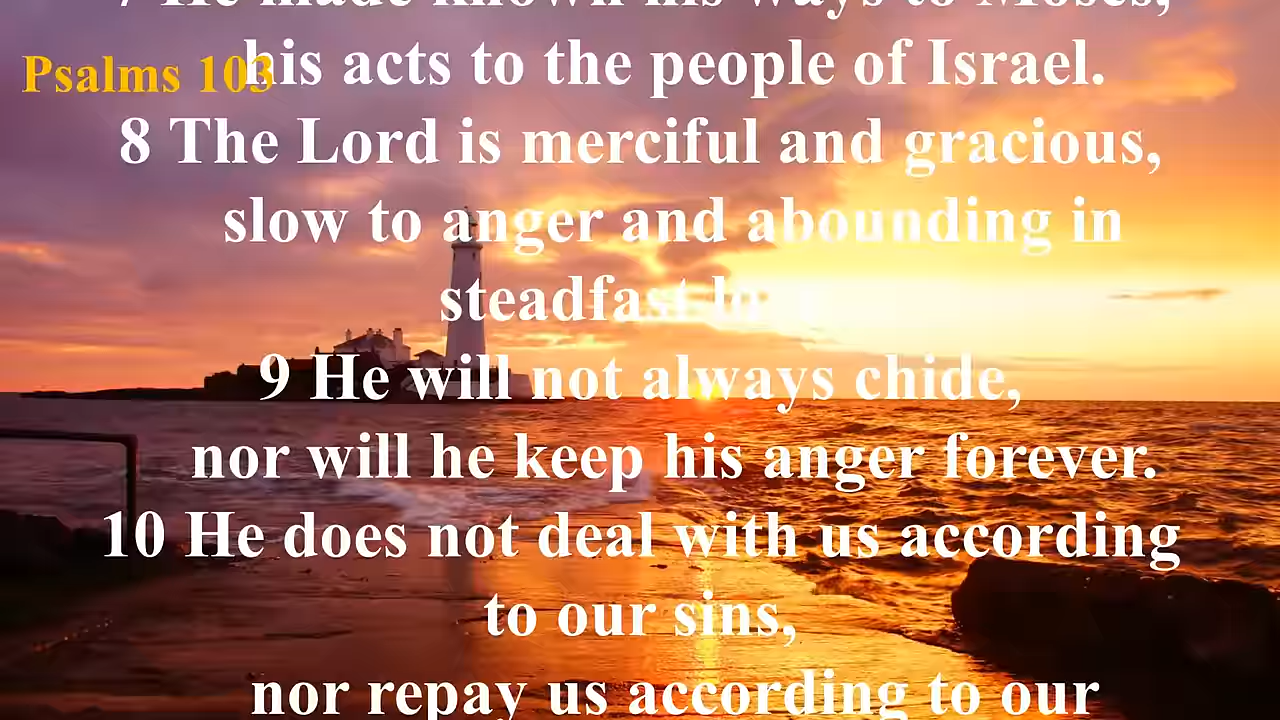 7 He made known his ways to Moses,
Psalms 103
his acts to the people of Israel.
8 The Lord is merciful and gracious,
slow to anger and abounding in
steadfast love.
9 He will not always chide,
nor will he keep his anger forever.
10 He does not deal with us according
to our sins,
nor repay us according to our